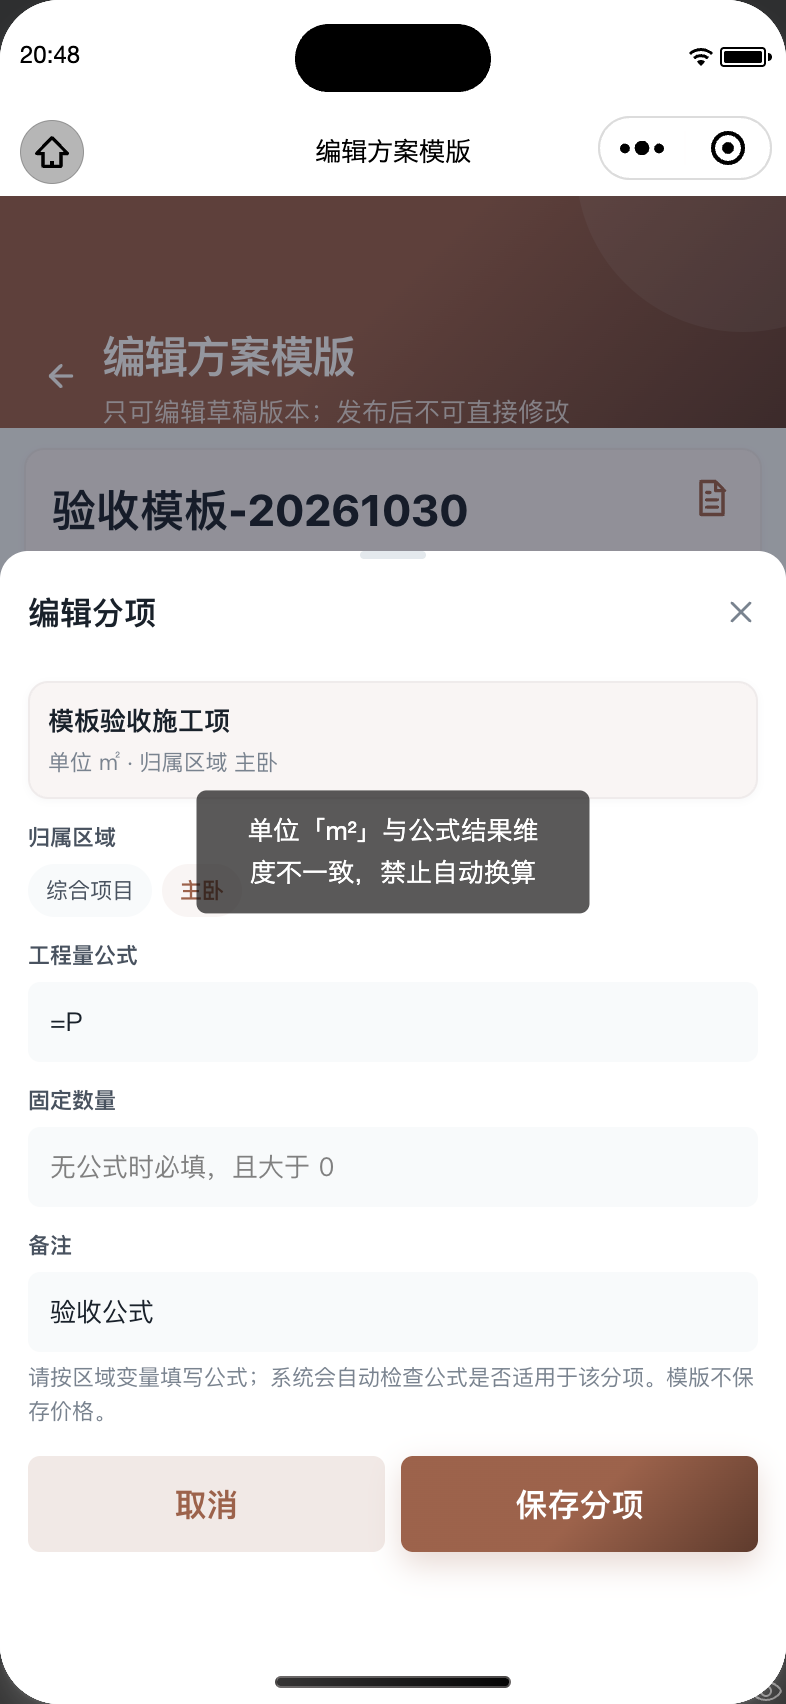 20:48
编辑方案模版
编辑方案模版
只可编辑草稿版本；发布后不可直接修改
验收模板-20261030
编辑分项
模板验收施工项
单位 ㎡ · 归属区域 主卧
单位「m²」与公式结果维
度不一致，禁止自动换算
归属区域
综合项目
主卧
工程量公式
=P
固定数量
无公式时必填，且大于 0
备注
验收公式
请按区域变量填写公式；系统会自动检查公式是否适用于该分项。模版不保
存价格。
取消
保存分项